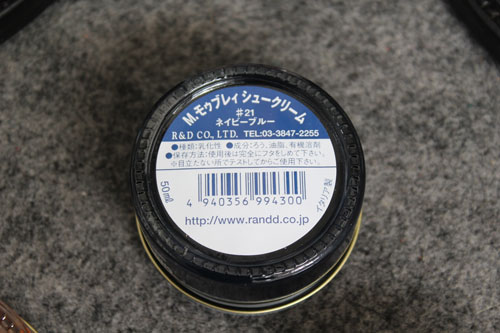 M.モゥブレィ シュークリーム
#21
ネイビーブルー
R&D CO., LTD. TEL:03-3847-2255
●種類:乳化性 ●成分:ろう、油脂、有機溶剤
●保存方法:使用後は完全にフタをしめて下さい。
※目立たない所でテストしてからご使用下さい。
50ml
イタリア製
4 940356 994300
http://www.randd.co.jp